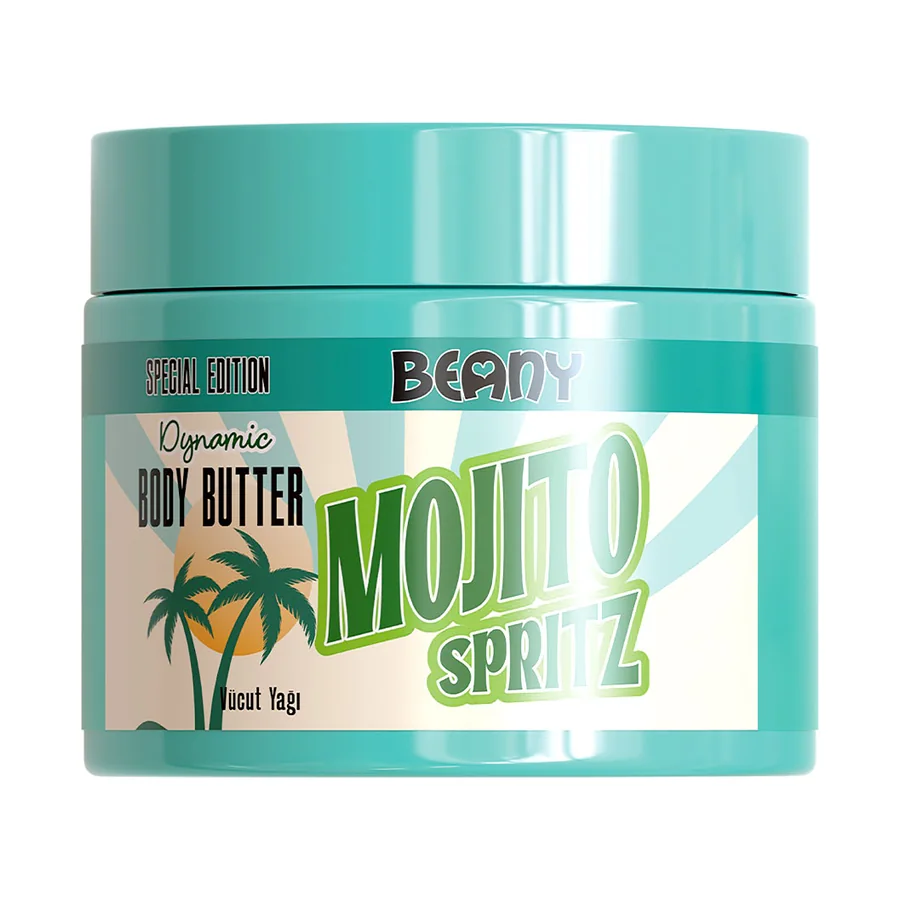 SPECIAL EDITION
BEANY
Dynamic
BODY BUTTER
MOJITO
SPRITZ
Vücut Yağı